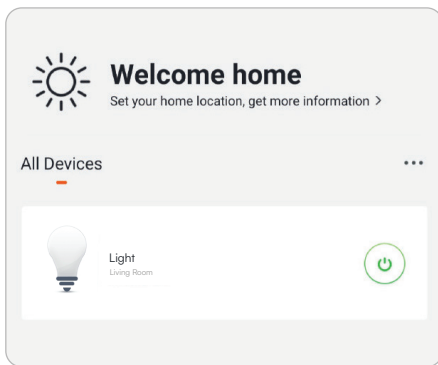 Welcome home
Set your home location, get more information >
All Devices
Light
Living Room